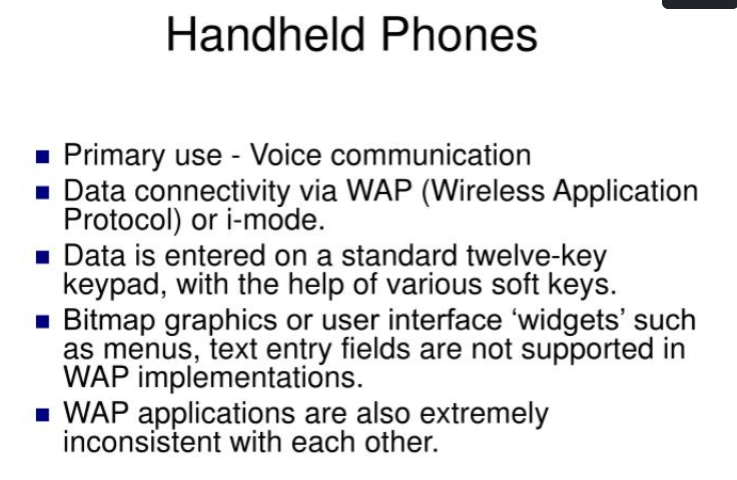 Handheld Phones
Primary use - Voice communication
Data connectivity via WAP (Wireless Application
Protocol) or i-mode.
Data is entered on a standard twelve-key
keypad, with the help of various soft keys.
Bitmap graphics or user interface ‘widgets’ such
as menus, text entry fields are not supported in
WAP implementations.
WAP applications are also extremely
inconsistent with each other.